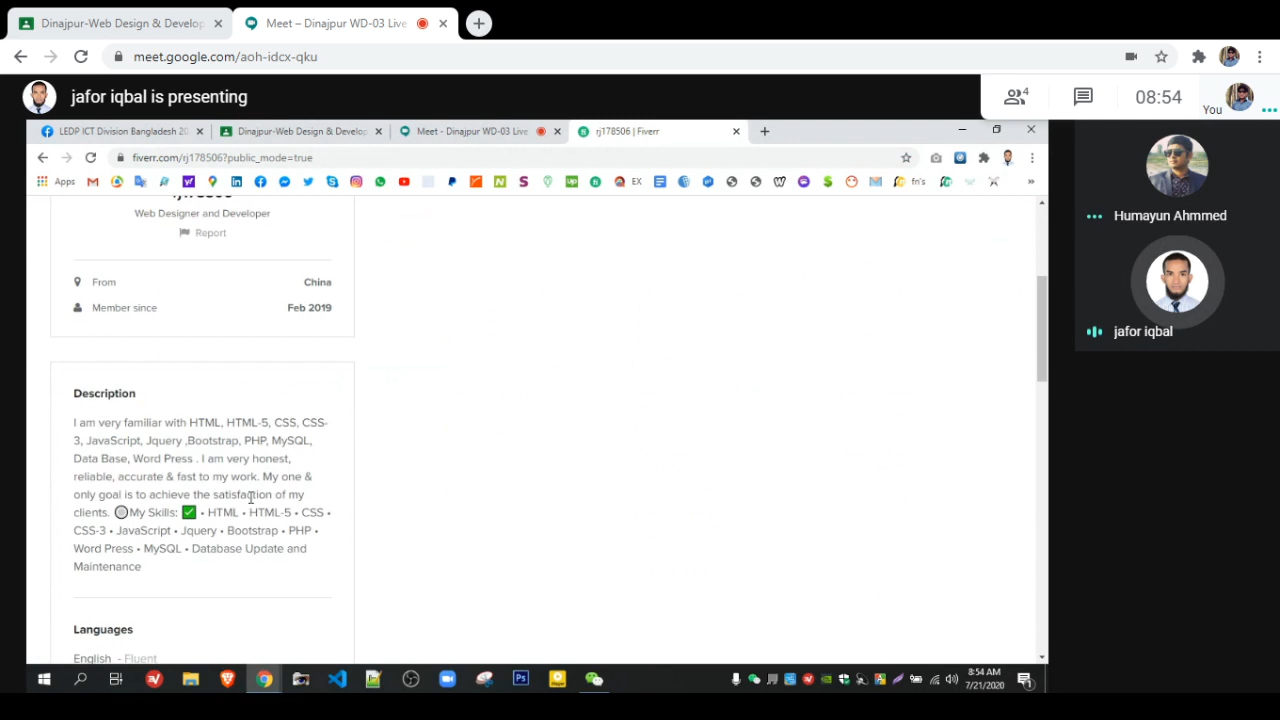 Dinajpur-Web Design & Develop
Meet – Dinajpur WD-03 Live
meet.google.com/aoh-idcx-qku
jafor iqbal is presenting
4
08:54
You
LEDP ICT Division Bangladesh 20
Dinajpur-Web Design & Develop
Meet - Dinajpur WD-03 Live
rj178506 | Fiverr
fiverr.com/rj178506?public_mode=true
Apps
EX
fn's
rj178506
Web Designer and Developer
Report
From China
Member since Feb 2019
Description
I am very familiar with HTML, HTML-5, CSS, CSS-
3, JavaScript, Jquery ,Bootstrap, PHP, MySQL,
Data Base, Word Press . I am very honest,
reliable, accurate & fast to my work. My one &
only goal is to achieve the satisfaction of my
clients. ⚪My Skills: ✅ • HTML • HTML-5 • CSS •
CSS-3 • JavaScript • Jquery • Bootstrap • PHP •
Word Press • MySQL • Database Update and
Maintenance
Languages
English - Fluent
Humayun Ahmmed
jafor iqbal
8:54 AM
7/21/2020